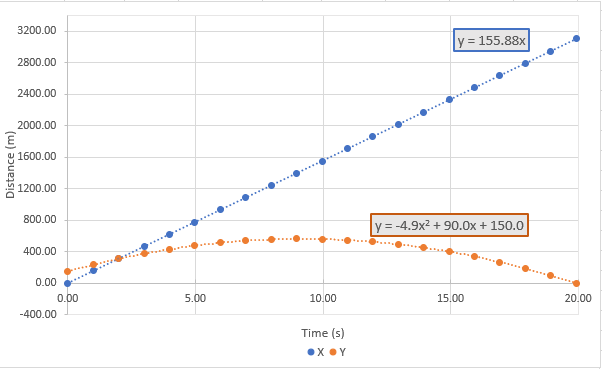 3200.00
2800.00
2400.00
2000.00
1600.00
1200.00
800.00
400.00
0.00
-400.00
Distance (m)
y = 155.88x
y = -4.9x² + 90.0x + 150.0
0.00 5.00 10.00 15.00 20.00
Time (s)
X Y